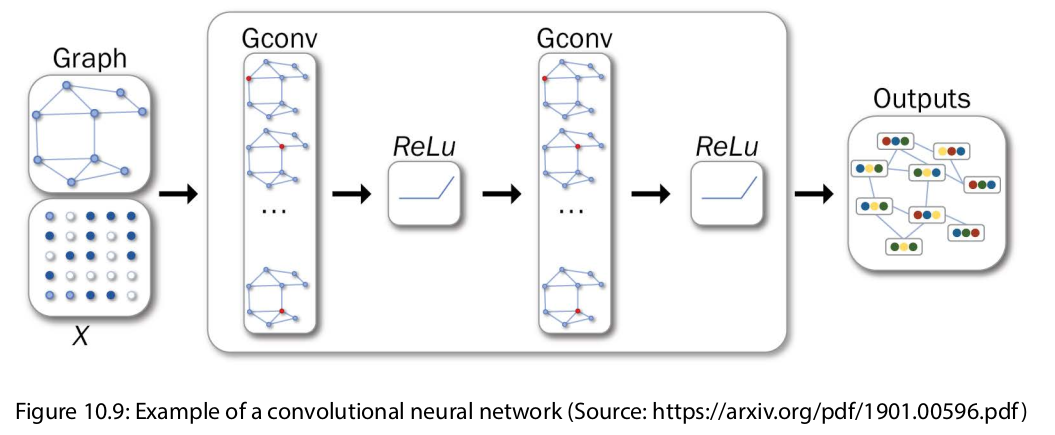 Graph
X
Gconv
...
ReLu
Gconv
...
ReLu
Outputs
Figure 10.9: Example of a convolutional neural network (Source: https://arxiv.org/pdf/1901.00596.pdf)